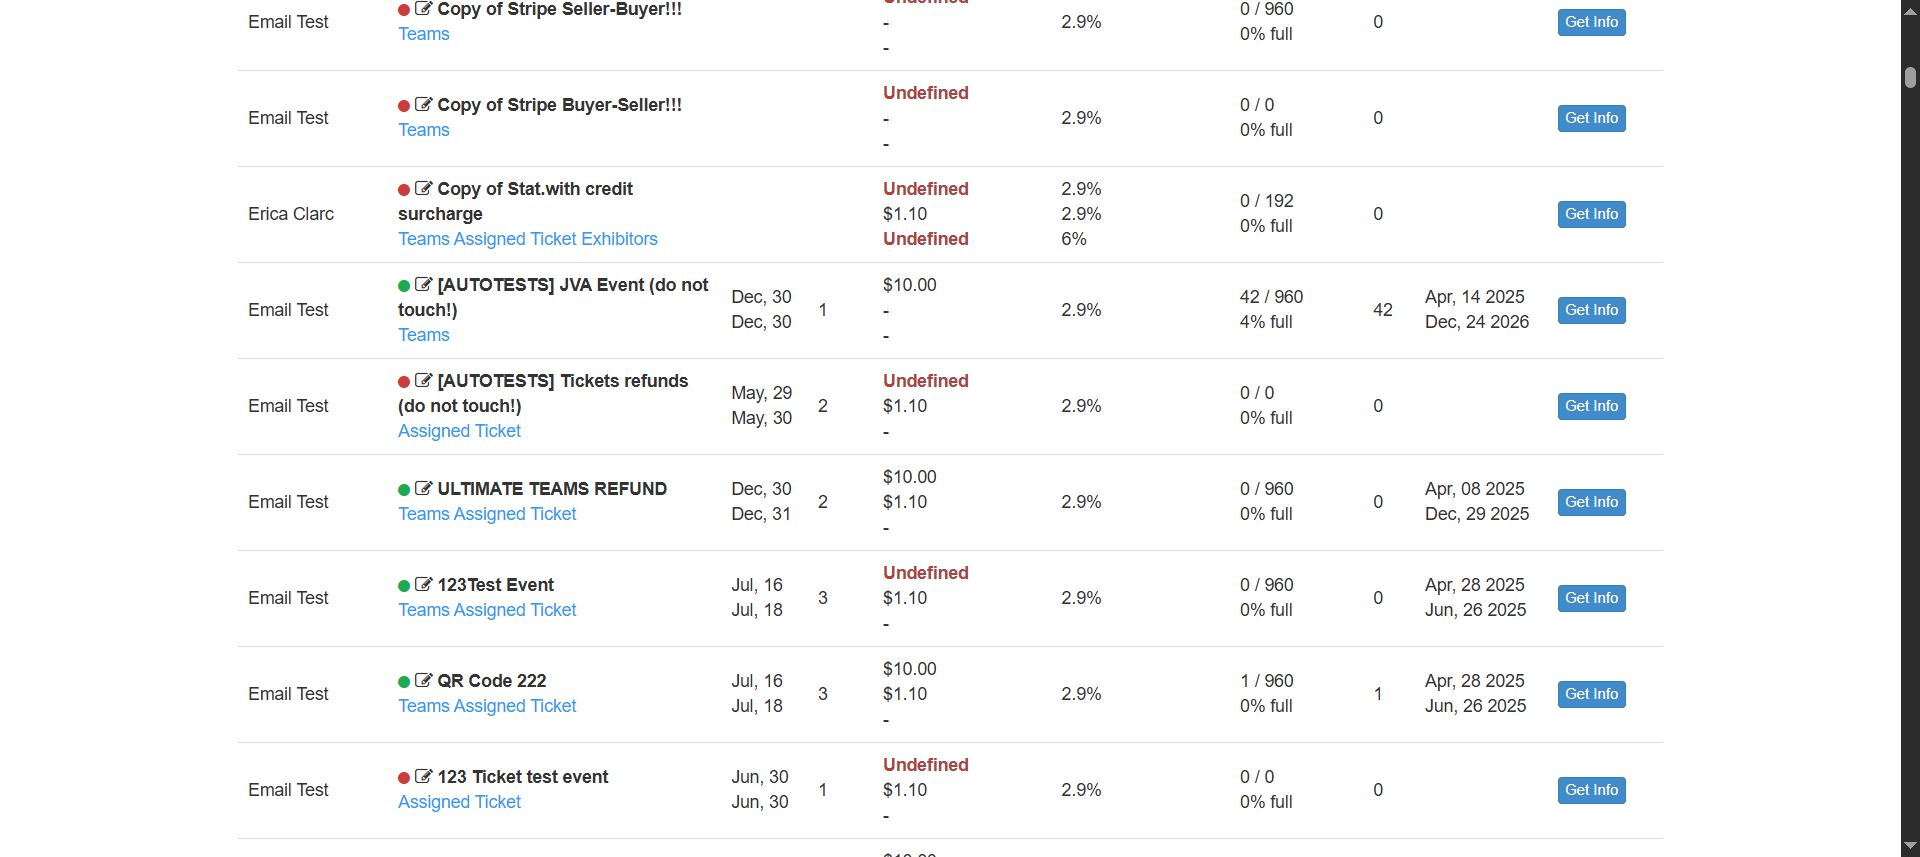 Email Test
Copy of Stripe Seller-Buyer!!!
Teams
Undefined
-
-
2.9%
0 / 960
0% full
0
Get Info
Email Test
Copy of Stripe Buyer-Seller!!!
Teams
Undefined
-
-
2.9%
0 / 0
0% full
0
Get Info
Erica Clarc
Copy of Stat.with credit
surcharge
Teams Assigned Ticket Exhibitors
Undefined
$1.10
Undefined
2.9%
2.9%
6%
0 / 192
0% full
0
Get Info
Email Test
[AUTOTESTS] JVA Event (do not
touch!)
Teams
Dec, 30
Dec, 30
1
$10.00
-
-
2.9%
42 / 960
4% full
42
Apr, 14 2025
Dec, 24 2026
Get Info
Email Test
[AUTOTESTS] Tickets refunds
(do not touch!)
Assigned Ticket
May, 29
May, 30
2
Undefined
$1.10
-
2.9%
0 / 0
0% full
0
Get Info
Email Test
ULTIMATE TEAMS REFUND
Teams Assigned Ticket
Dec, 30
Dec, 31
2
$10.00
$1.10
-
2.9%
0 / 960
0% full
0
Apr, 08 2025
Dec, 29 2025
Get Info
Email Test
123Test Event
Teams Assigned Ticket
Jul, 16
Jul, 18
3
Undefined
$1.10
-
2.9%
0 / 960
0% full
0
Apr, 28 2025
Jun, 26 2025
Get Info
Email Test
QR Code 222
Teams Assigned Ticket
Jul, 16
Jul, 18
3
$10.00
$1.10
-
2.9%
1 / 960
0% full
1
Apr, 28 2025
Jun, 26 2025
Get Info
Email Test
123 Ticket test event
Assigned Ticket
Jun, 30
Jun, 30
1
Undefined
$1.10
-
2.9%
0 / 0
0% full
0
Get Info